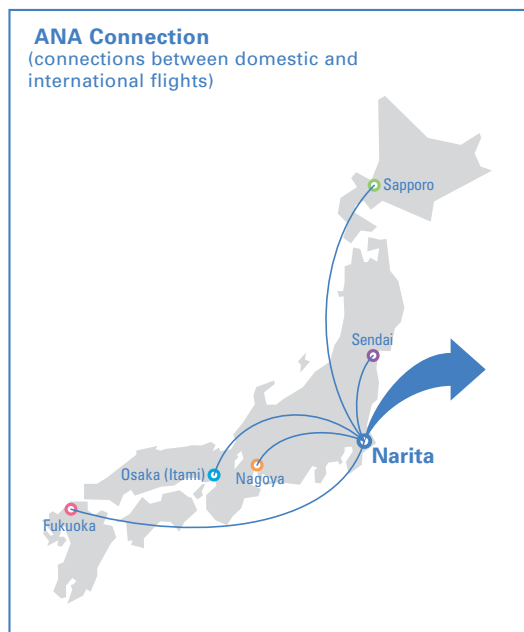 ANA Connection
(connections between domestic and
international flights)
Sapporo
Sendai
Narita
Osaka (Itami)
Nagoya
Fukuoka